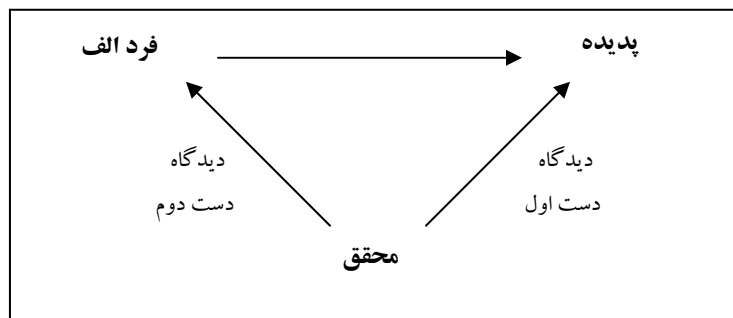 پدیده
فرد الف
دیدگاه
دست اول
دیدگاه
دست دوم
محقق